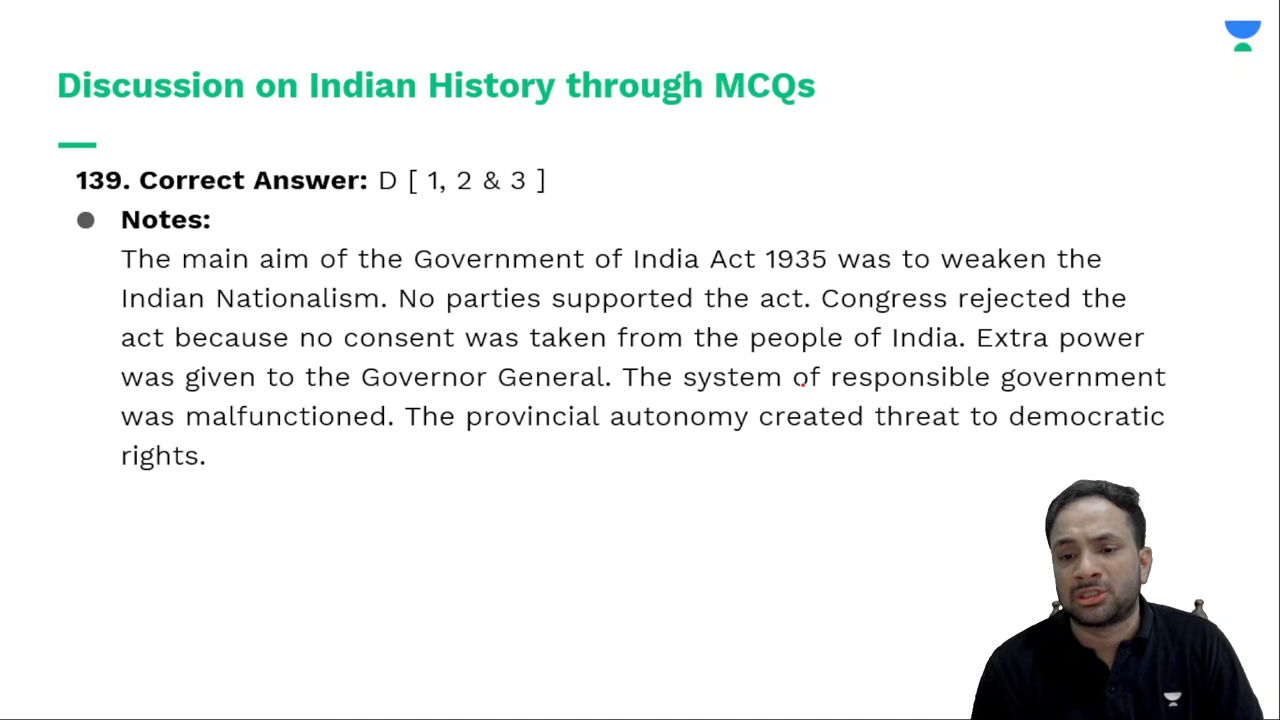 Discussion on Indian History through MCQs
139. Correct Answer: D [ 1, 2 & 3 ]
● Notes:
The main aim of the Government of India Act 1935 was to weaken the
Indian Nationalism. No parties supported the act. Congress rejected the
act because no consent was taken from the people of India. Extra power
was given to the Governor General. The system of responsible government
was malfunctioned. The provincial autonomy created threat to democratic
rights.